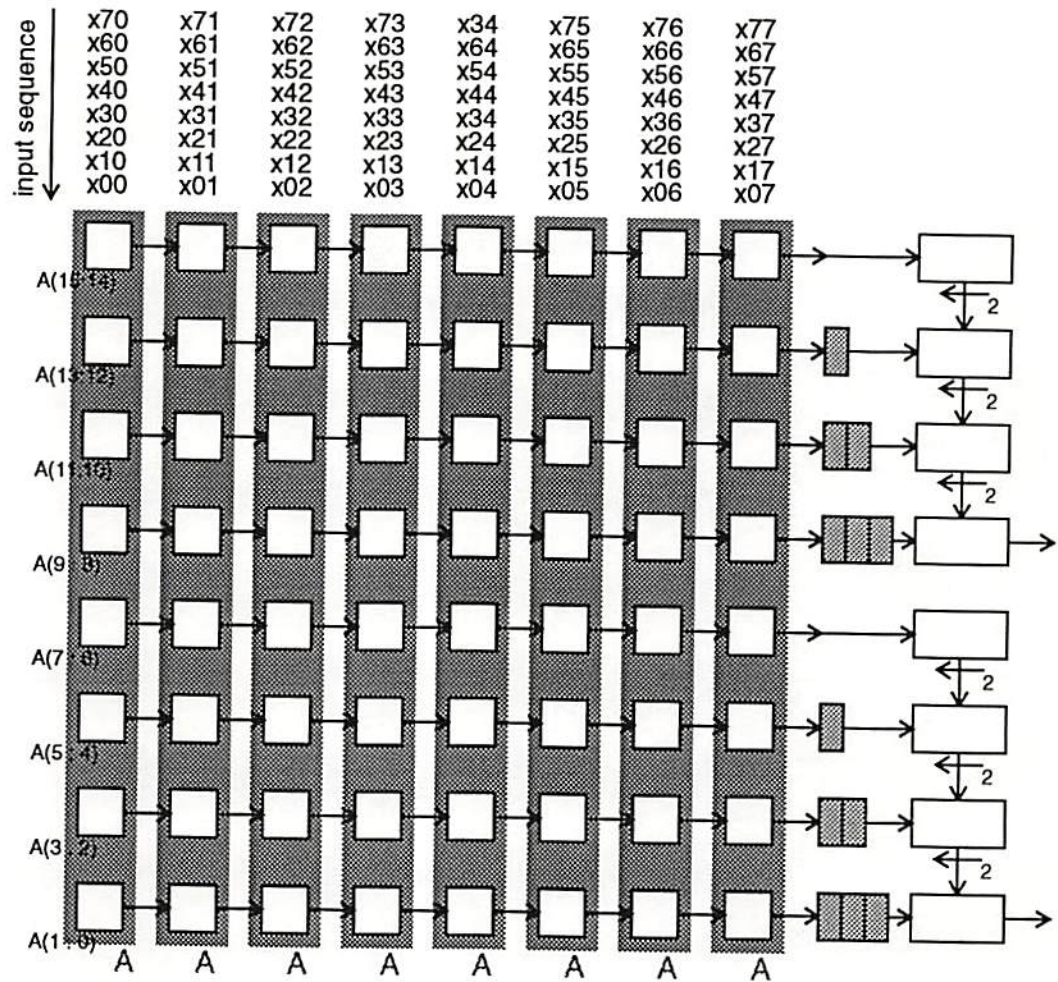 input sequence
x70 x71 x72 x73 x34 x75 x76 x77
x60 x61 x62 x63 x64 x65 x66 x67
x50 x51 x52 x53 x54 x55 x56 x57
x40 x41 x42 x43 x44 x45 x46 x47
x30 x31 x32 x33 x34 x35 x36 x37
x20 x21 x22 x23 x24 x25 x26 x27
x10 x11 x12 x13 x14 x15 x16 x17
x00 x01 x02 x03 x04 x05 x06 x07
A(15:14)
2
A(13:12)
2
A(11:10)
2
A(9 : 8)
A(7 : 6)
2
A(5 : 4)
2
A(3 : 2)
2
A(1 : 0)
A A A A A A A A